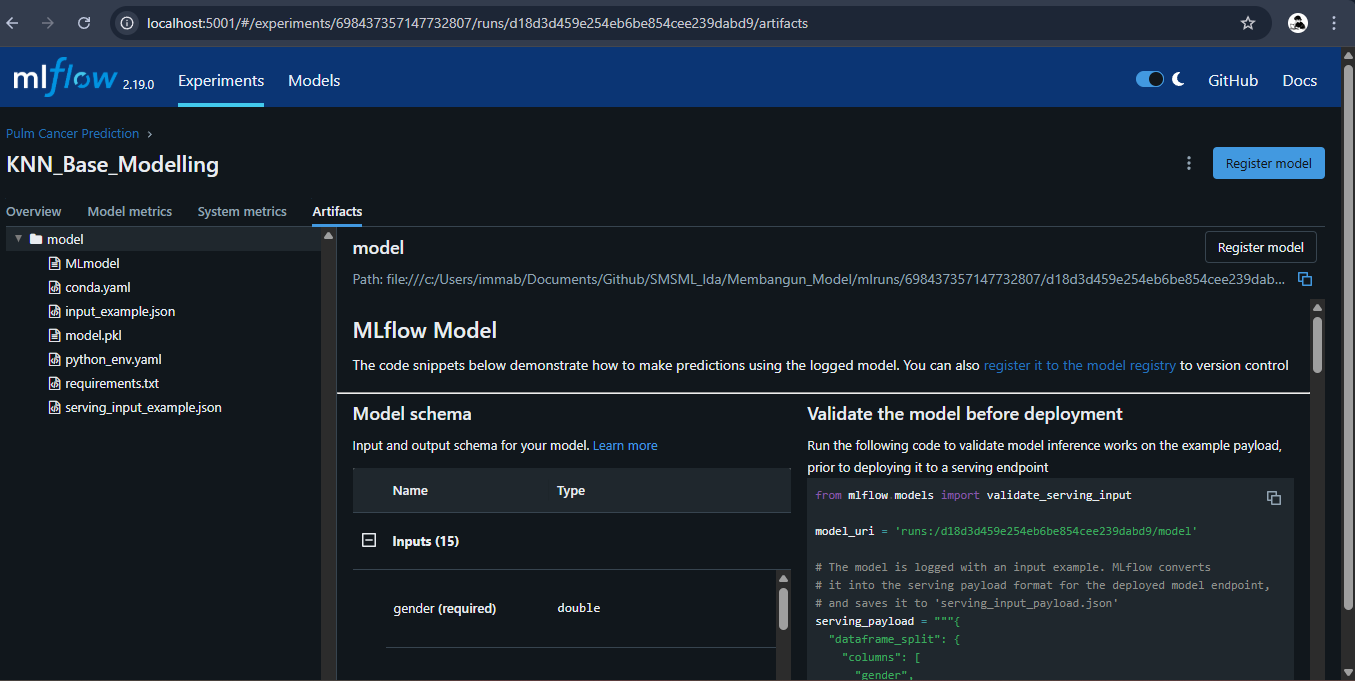 localhost:5001/#/experiments/698437357147732807/runs/d18d3d459e254eb6be854cee239dabd9/artifacts
mlflow 2.19.0 Experiments Models GitHub Docs
Pulm Cancer Prediction >
KNN_Base_Modelling
Register model
Overview Model metrics System metrics Artifacts
model
MLmodel
conda.yaml
input_example.json
model.pkl
python_env.yaml
requirements.txt
serving_input_example.json
model
Register model
Path: file:///c:/Users/immab/Documents/Github/SMSML_Ida/Membangun_Model/mlruns/698437357147732807/d18d3d459e254eb6be854cee239dab...
MLflow Model
The code snippets below demonstrate how to make predictions using the logged model. You can also register it to the model registry to version control
Model schema
Input and output schema for your model. Learn more
Name Type
Inputs (15)
gender (required) double
Validate the model before deployment
Run the following code to validate model inference works on the example payload,
prior to deploying it to a serving endpoint
from mlflow.models import validate_serving_input
model_uri = 'runs:/d18d3d459e254eb6be854cee239dabd9/model'
# The model is logged with an input example. MLflow converts
# it into the serving payload format for the deployed model endpoint,
# and saves it to 'serving_input_payload.json'
serving_payload = """{
"dataframe_split": {
"columns": [
"gender",